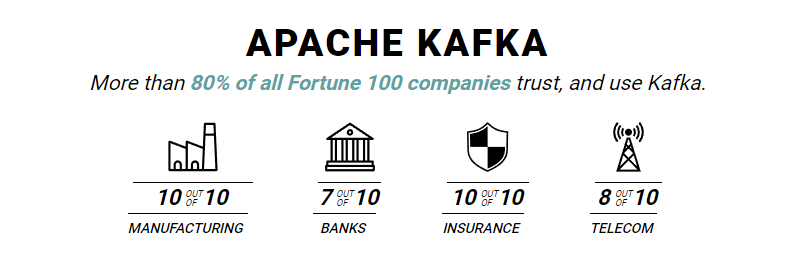 APACHE KAFKA
More than 80% of all Fortune 100 companies trust, and use Kafka.
10 OUT OF 10
7 OUT OF 10
10 OUT OF 10
8 OUT OF 10
MANUFACTURING
BANKS
INSURANCE
TELECOM